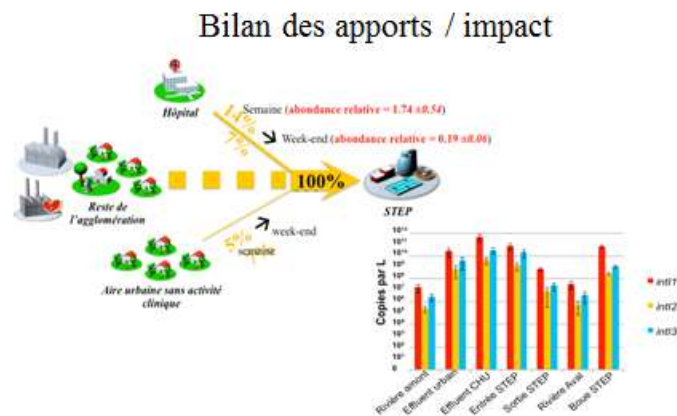 Bilan des apports / impact
Hôpital
14%
7%
Semaine (abondance relative = 1.74 ±0.54)
Week-end (abondance relative = 0.19 ±0.06)
Reste de
l'agglomération
100%
STEP
5%
week-end
semaine
Aire urbaine sans activité
clinique
Copies par L
0
intI1
intI2
intI3
Rivière amont
Effluent urbain
Effluent CHU
Entrée STEP
Sortie STEP
Rivière Aval
Boue STEP